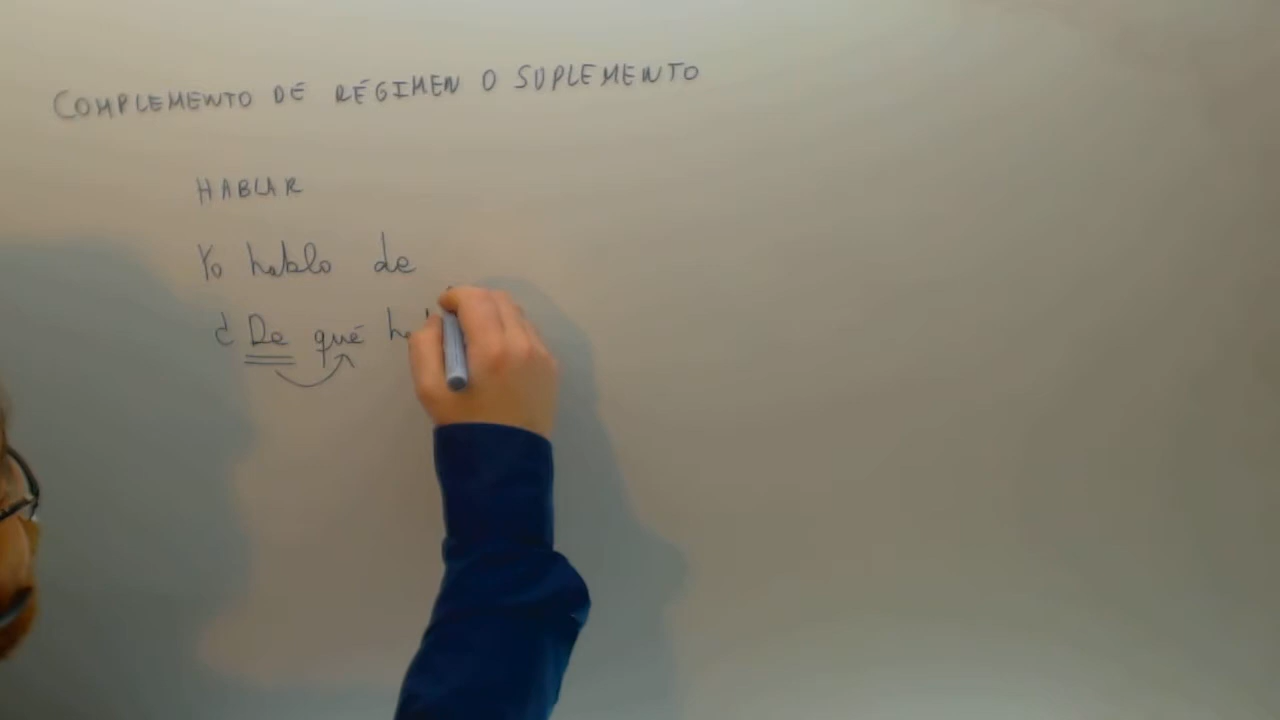 COMPLEMENTO DE RÉGIMEN O SUPLEMENTO
HABLAR
Yo hablo de
¿De qué